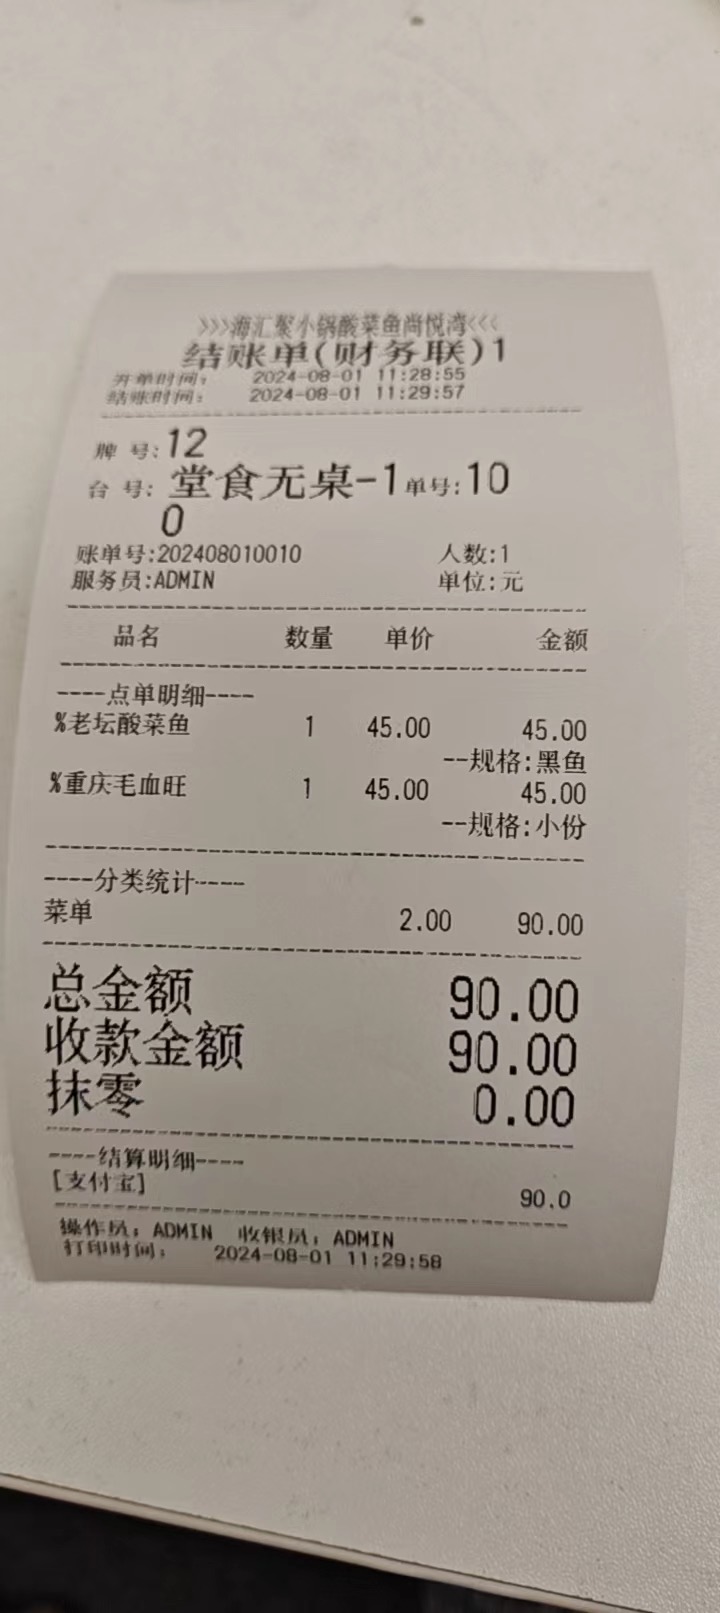 >>>海汇聚小锅酸菜鱼尚悦湾<<<
结账单(财务联)1
开单时间: 2024-08-01 11:28:55
结账时间: 2024-08-01 11:29:57
牌 号:12
台 号: 堂食无桌-1单号:10
0
账单号:202408010010 人数:1
服务员:ADMIN 单位:元
品名 数量 单价 金额
----点单明细----
%老坛酸菜鱼 1 45.00 45.00
--规格:黑鱼
%重庆毛血旺 1 45.00 45.00
--规格:小份
----分类统计----
菜单 2.00 90.00
总金额 90.00
收款金额 90.00
抹零 0.00
----结算明细----
[支付宝] 90.0
操作员: ADMIN 收银员: ADMIN
打印时间: 2024-08-01 11:29:58